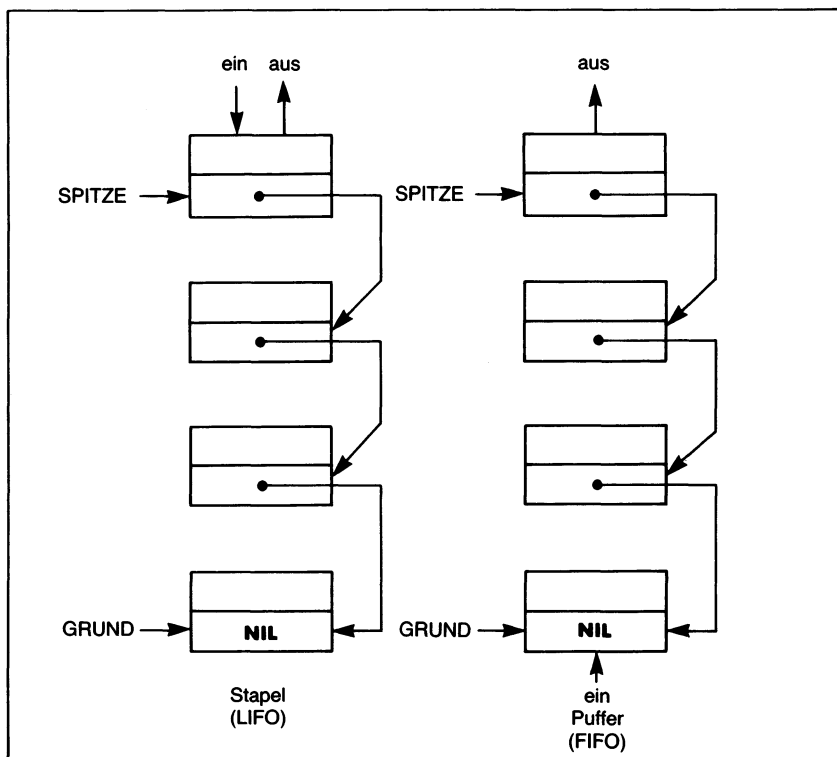 ein aus
aus
SPITZE
SPITZE
GRUND
NIL
GRUND
NIL
Stapel
(LIFO)
ein
Puffer
(FIFO)